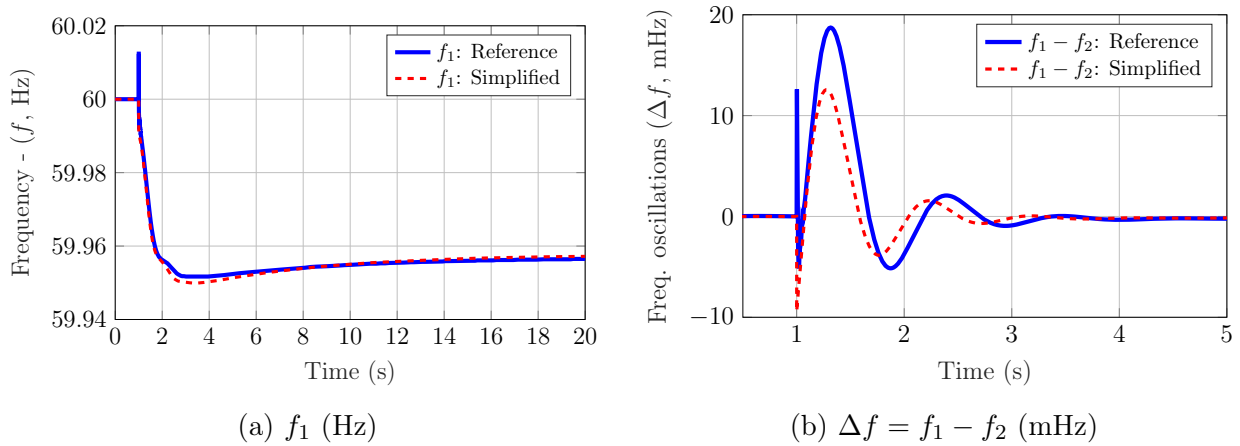 60.02
60
59.98
59.96
59.94
Frequency - (f, Hz)
f₁: Reference
f₁: Simplified
0 2 4 6 8 10 12 14 16 18 20
Time (s)
(a) f₁ (Hz)
20
10
0
−10
Freq. oscillations (Δf, mHz)
f₁ − f₂: Reference
f₁ − f₂: Simplified
1 2 3 4 5
Time (s)
(b) Δf = f₁ − f₂ (mHz)